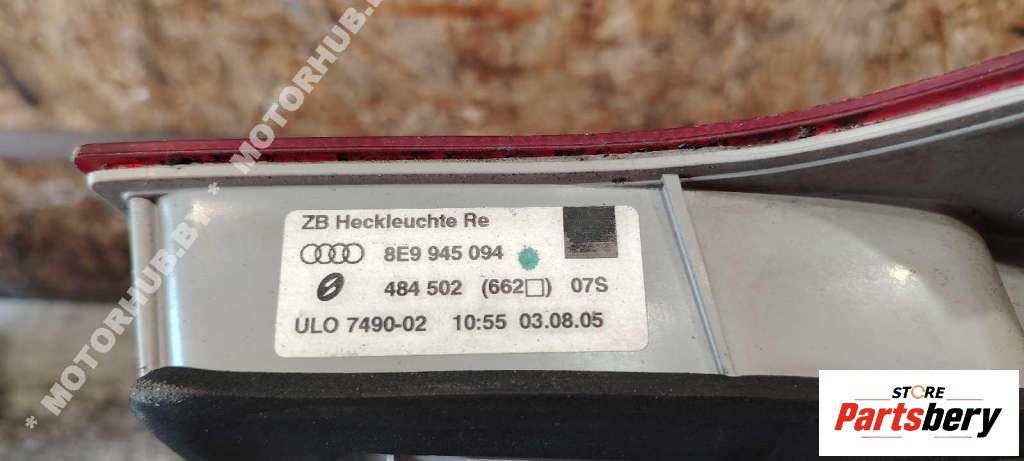 * MOTORHUB.BY * MOTORHUB.BY
ZB Heckleuchte Re
8E9 945 094
484 502 (662□) 07S
ULO 7490-02 10:55 03.08.05
STORE
Partsbery